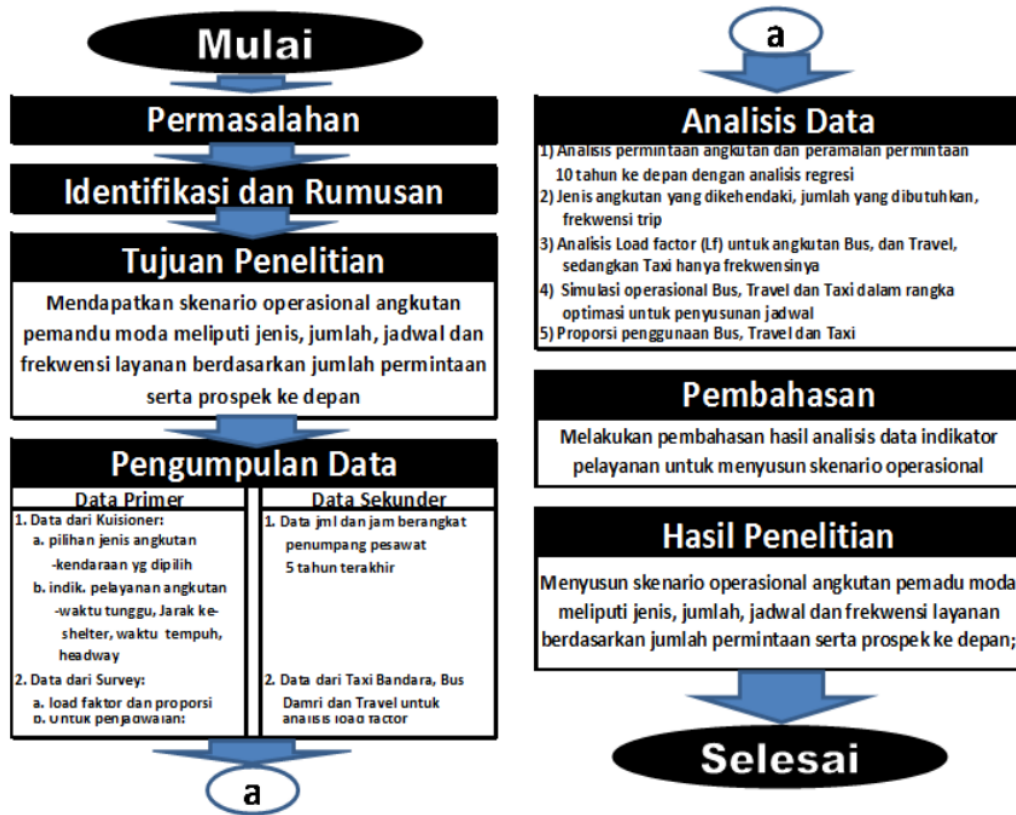 Mulai
Permasalahan
Identifikasi dan Rumusan
Tujuan Penelitian
Mendapatkan skenario operasional angkutan
pemandu moda meliputi jenis, jumlah, jadwal dan
frekwensi layanan berdasarkan jumlah permintaan
serta prospek ke depan
Pengumpulan Data
Data Primer
1. Data dari Kuisioner:
a. pilihan jenis angkutan
-kendaraan yg dipilih
b. indik. pelayanan angkutan
-waktu tunggu, Jarak ke-
shelter, waktu tempuh,
headway
2. Data dari Survey:
a. load faktor dan proporsi
b. Untuk penjadwalan:
Data Sekunder
1. Data jml dan jam berangkat
penumpang pesawat
5 tahun terakhir
2. Data dari Taxi Bandara, Bus
Damri dan Travel untuk
analisis load factor
a
a
Analisis Data
1) Analisis permintaan angkutan dan peramalan permintaan
10 tahun ke depan dengan analisis regresi
2) Jenis angkutan yang dikehendaki, jumlah yang dibutuhkan,
frekwensi trip
3) Analisis Load factor (Lf) untuk angkutan Bus, dan Travel,
sedangkan Taxi hanya frekwensinya
4) Simulasi operasional Bus, Travel dan Taxi dalam rangka
optimasi untuk penyusunan jadwal
5) Proporsi penggunaan Bus, Travel dan Taxi
Pembahasan
Melakukan pembahasan hasil analisis data indikator
pelayanan untuk menyusun skenario operasional
Hasil Penelitian
Menyusun skenario operasional angkutan pemadu moda
meliputi jenis, jumlah, jadwal dan frekwensi layanan
berdasarkan jumlah permintaan serta prospek ke depan;
Selesai